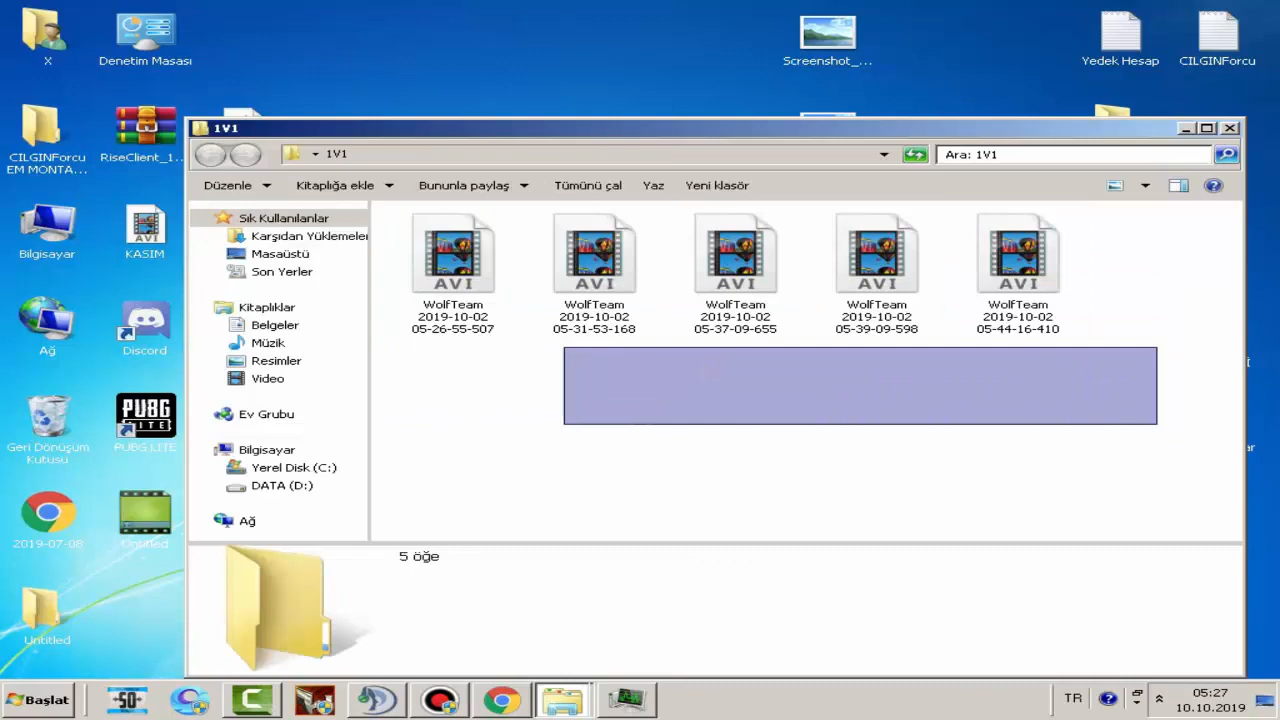 X
Denetim Masası
Screenshot_...
Yedek Hesap
CILGINForcu
CILGINForcu
EM MONTA...
RiseClient_1...
Bilgisayar
AVI
KASIM
Ağ
Discord
Geri Dönüşüm
Kutusu
PUBG
LITE
PUBG LITE
2019-07-08
Untitled
Untitled
1V1
1V1
Ara: 1V1
Düzenle
Kitaplığa ekle
Bununla paylaş
Tümünü çal
Yaz
Yeni klasör
Sık Kullanılanlar
Karşıdan Yüklemeler
Masaüstü
Son Yerler
Kitaplıklar
Belgeler
Müzik
Resimler
Video
Ev Grubu
Bilgisayar
Yerel Disk (C:)
DATA (D:)
Ağ
AVI
WolfTeam
2019-10-02
05-26-55-507
AVI
WolfTeam
2019-10-02
05-31-53-168
AVI
WolfTeam
2019-10-02
05-37-09-655
AVI
WolfTeam
2019-10-02
05-39-09-598
AVI
WolfTeam
2019-10-02
05-44-16-410
5 öğe
Başlat
50
TR
05:27
10.10.2019